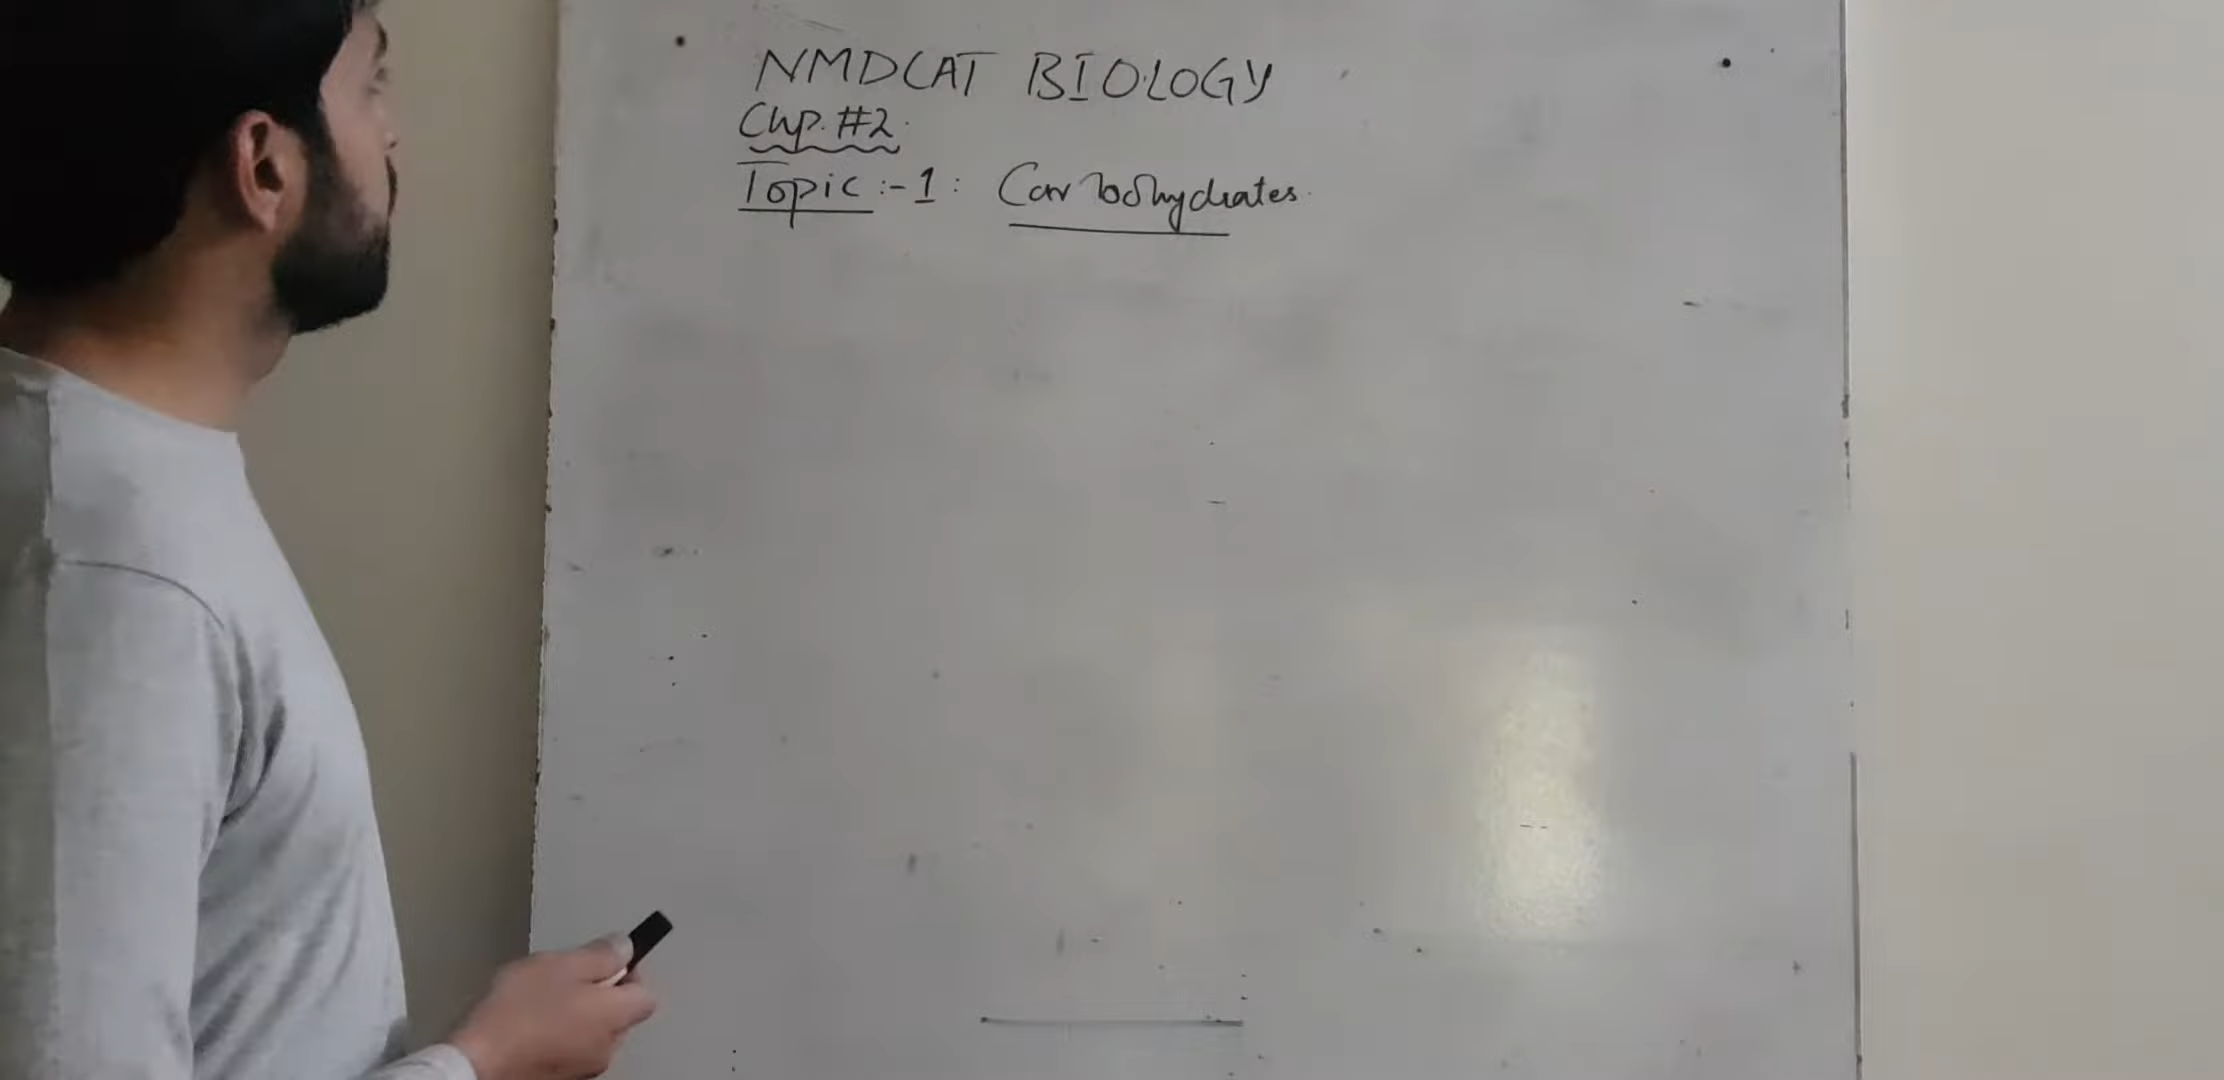 NMDCAT BIOLOGY
Chp. #2.
Topic :- 1 : Carbohydrates.